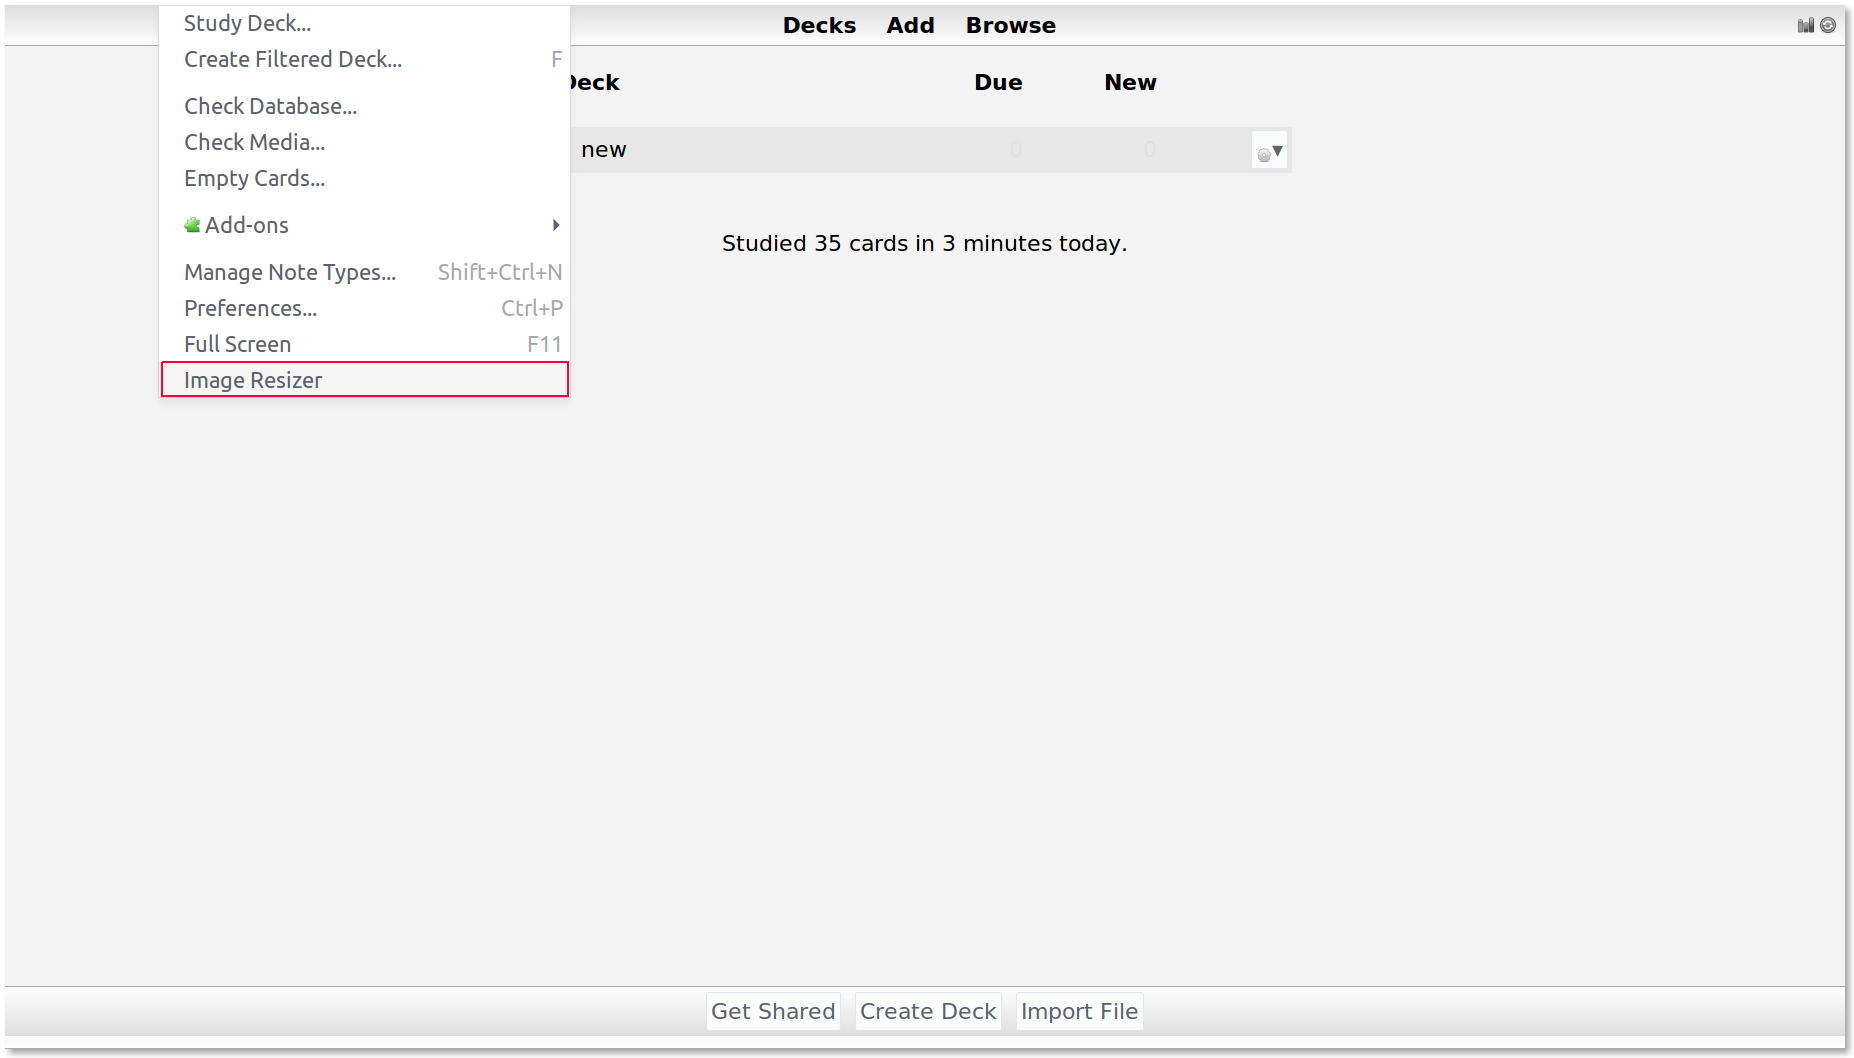 Decks Add Browse
Study Deck...
Create Filtered Deck... F
Check Database...
Check Media...
Empty Cards...
Add-ons
Manage Note Types... Shift+Ctrl+N
Preferences... Ctrl+P
Full Screen F11
Image Resizer
Deck Due New
new 0 0
Studied 35 cards in 3 minutes today.
Get Shared Create Deck Import File